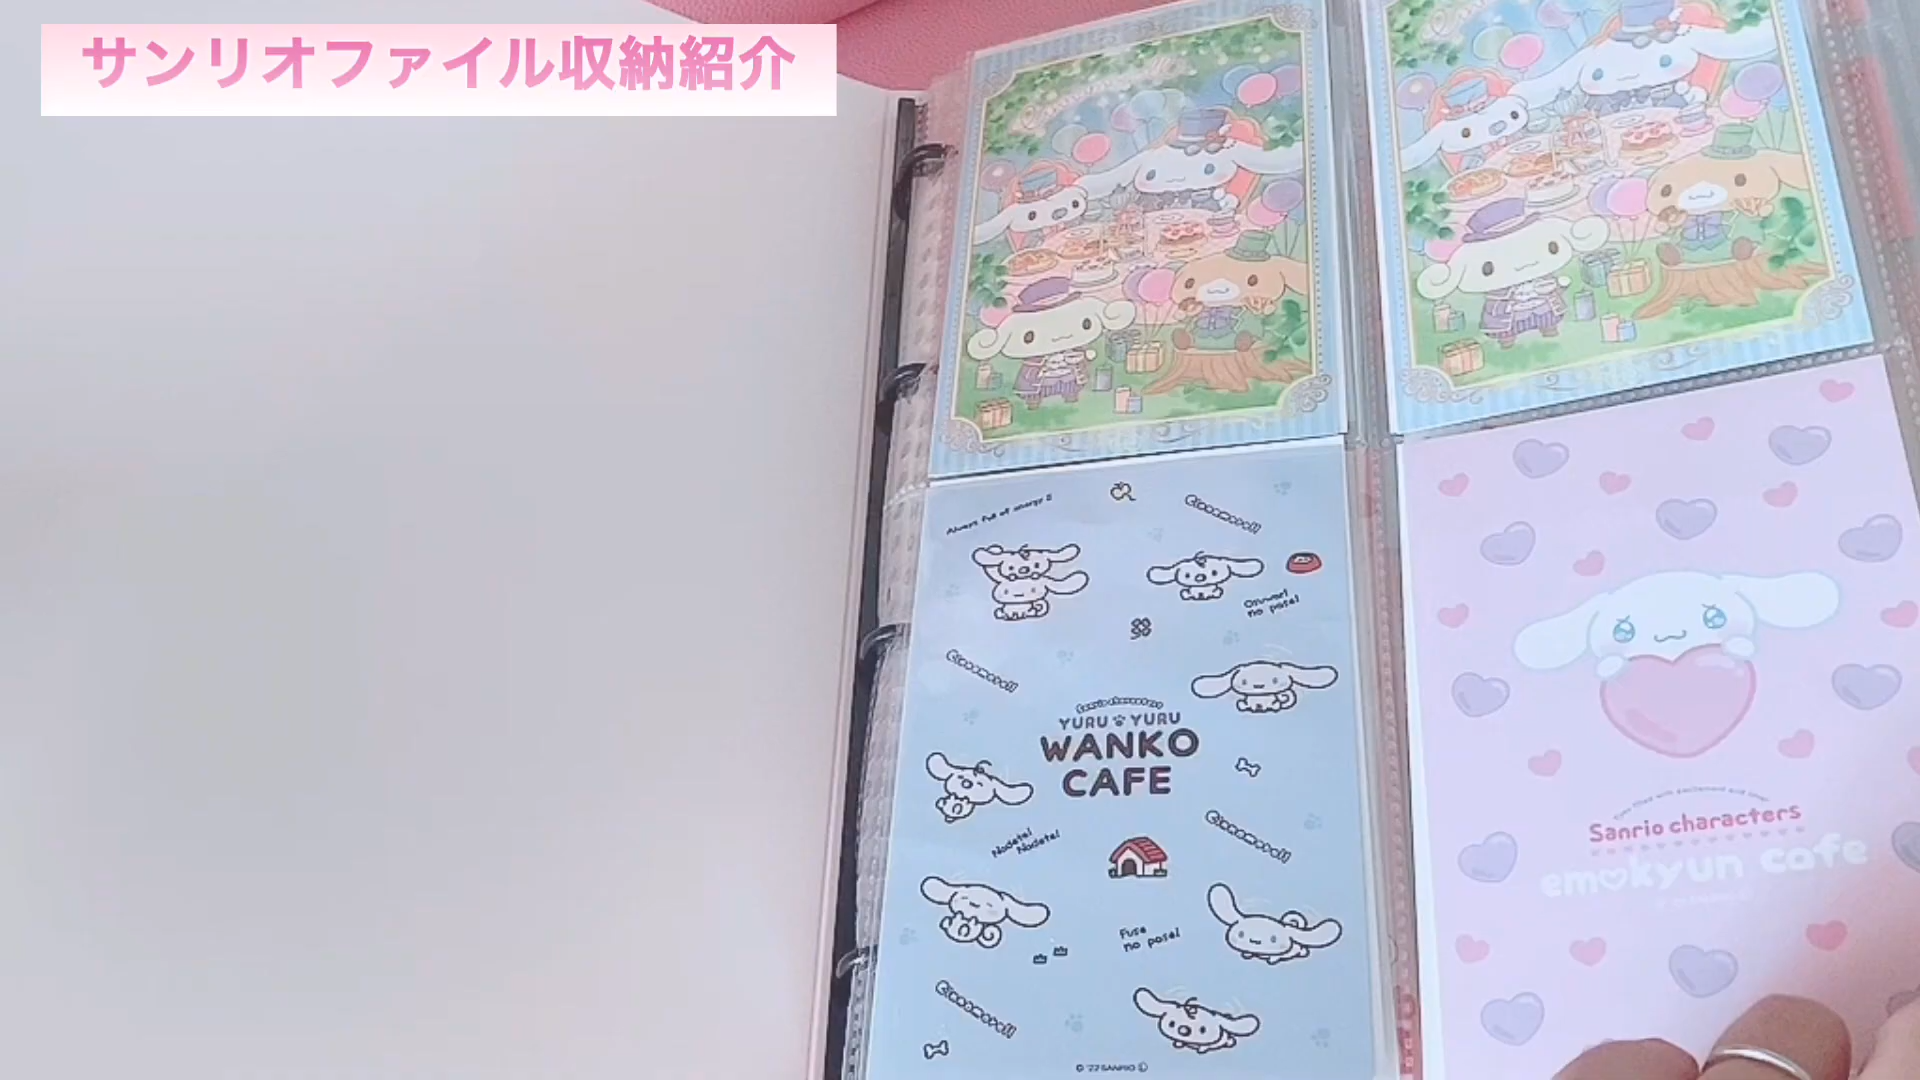 サンリオファイル収納紹介
Always full of energy!!
Cinnamoroll
Osuwari
no pose!
Cinnamoroll
Sanrio characters
YURU YURU
WANKO
CAFE
Cinnamoroll
Nadete!
Nadete!
Fuse
no pose!
Cinnamoroll
© '22 SANRIO Ⓛ
Sanrio characters
emokyun cafe